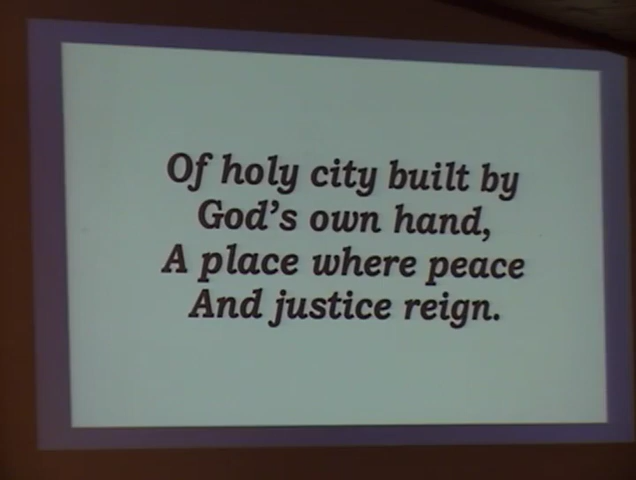 Of holy city built by
God's own hand,
A place where peace
And justice reign.